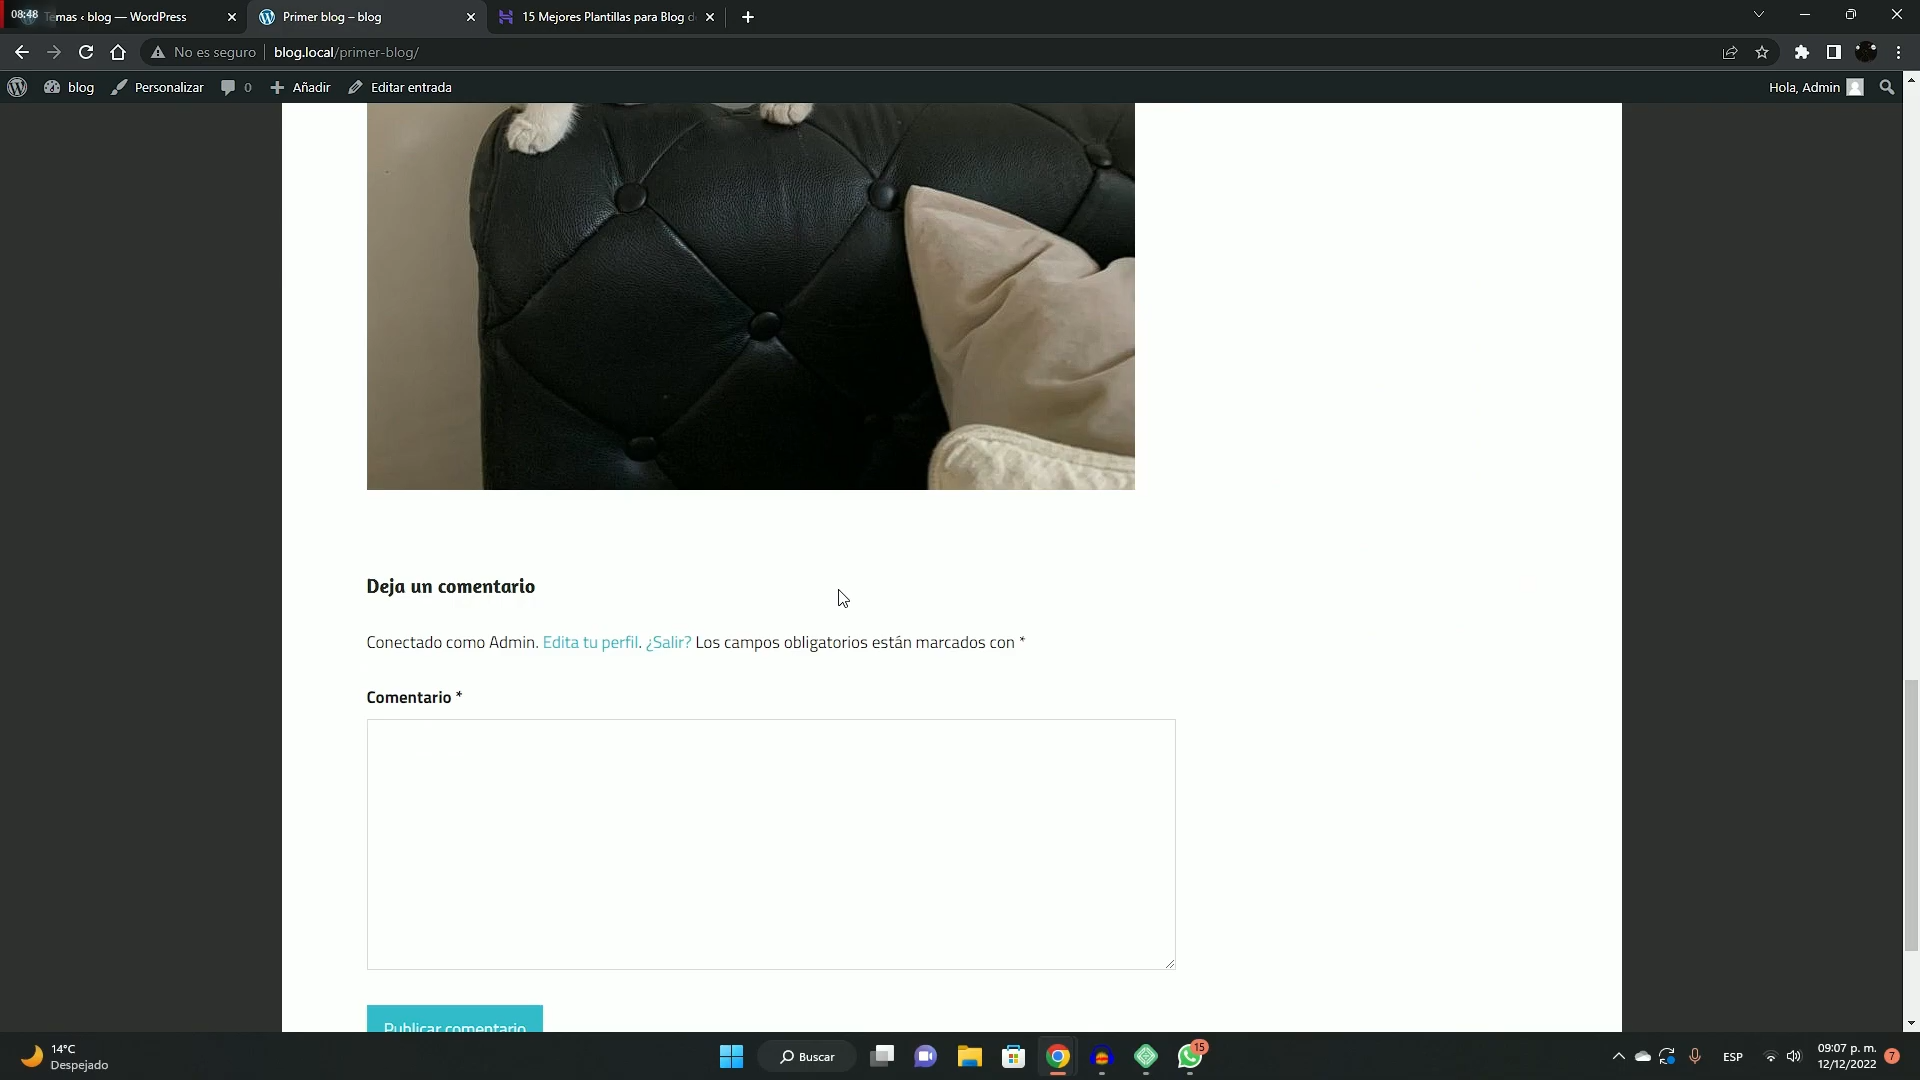 08:48
emas ‹ blog — WordPress
Primer blog – blog
15 Mejores Plantillas para Blog d
No es seguro
blog.local/primer-blog/
blog
Personalizar
0
Añadir
Editar entrada
Hola, Admin
Deja un comentario
Conectado como Admin. Edita tu perfil. ¿Salir? Los campos obligatorios están marcados con *
Comentario *
Publicar comentario
14°C
Despejado
Buscar
15
ESP
09:07 p. m.
12/12/2022
7